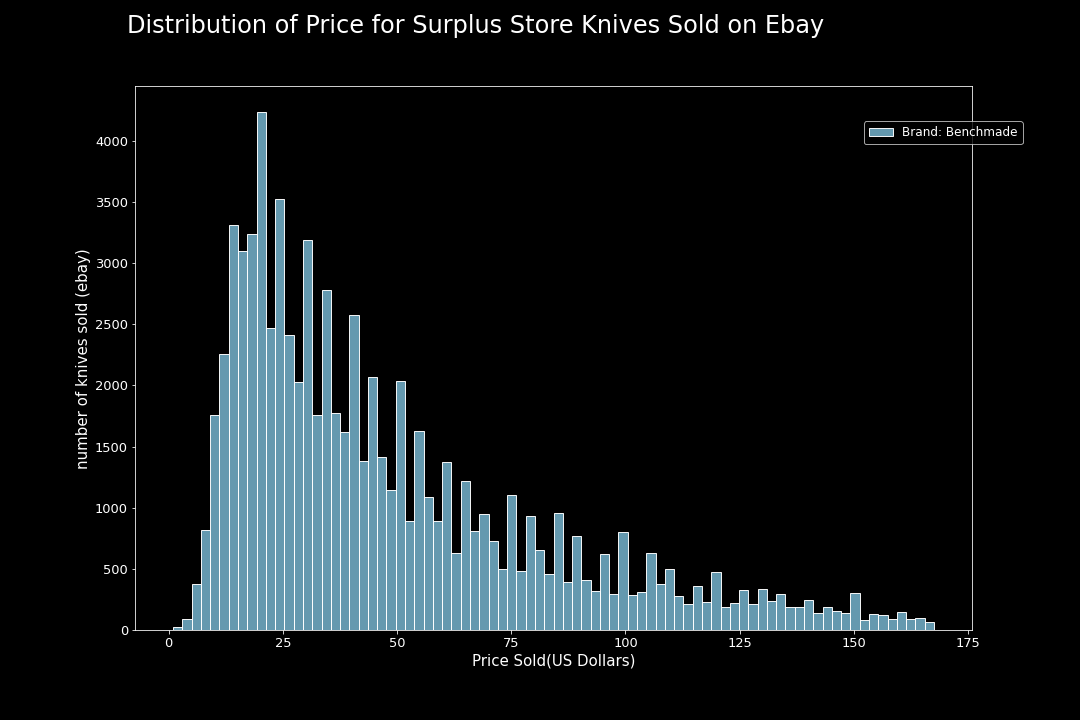 Distribution of Price for Surplus Store Knives Sold on Ebay
Brand: Benchmade
number of knives sold (ebay)
4000
3500
3000
2500
2000
1500
1000
500
0
0 25 50 75 100 125 150 175
Price Sold(US Dollars)